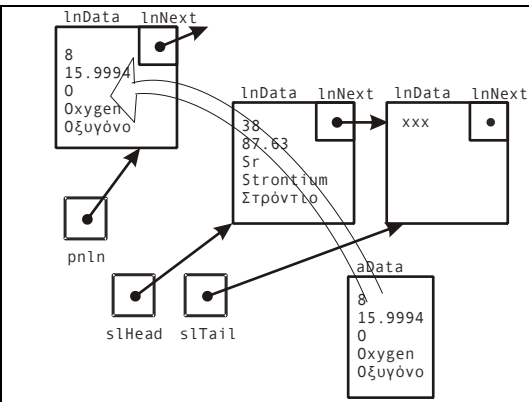 lnData lnNext
8
15.9994
O
Oxygen
Οξυγόνο
pnln
lnData lnNext
38
87.63
Sr
Strontium
Στρόντιο
lnData lnNext
xxx
slHead slTail
aData
8
15.9994
O
Oxygen
Οξυγόνο